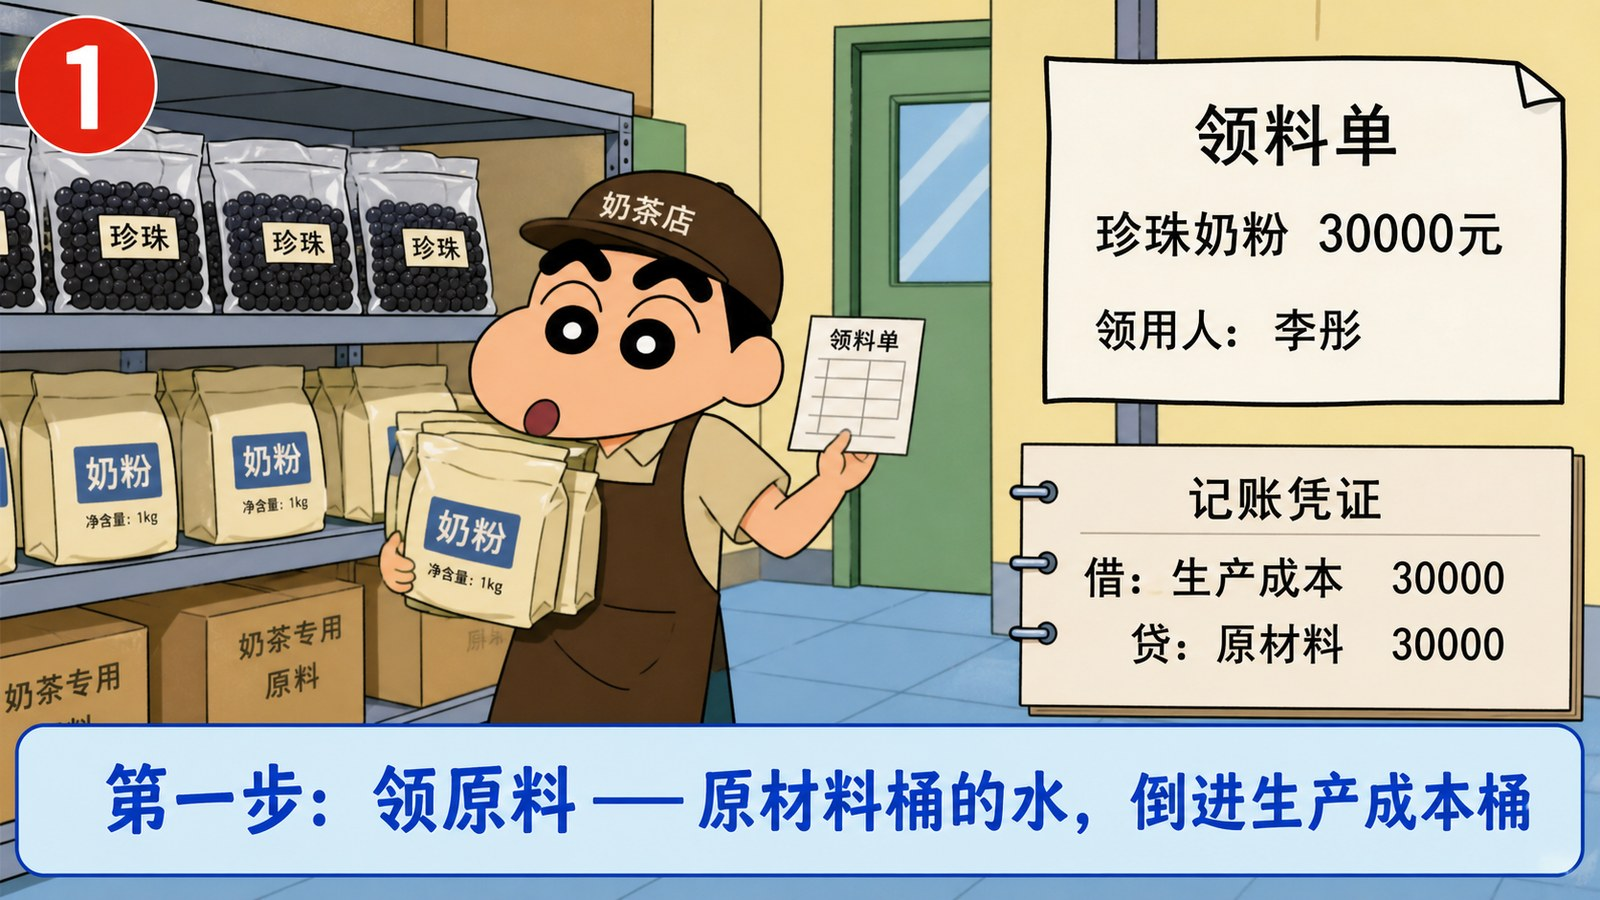 1
珍珠
珍珠
珍珠
奶茶店
领料单
领料单
珍珠奶粉 30000元
领用人： 李彤
奶粉
净含量：1kg
奶粉
净含量：1kg
奶粉
净含量：1kg
奶茶专用
奶茶专用
原料
记账凭证
借：生产成本 30000
贷：原材料 30000
第一步：领原料——原材料桶的水，倒进生产成本桶